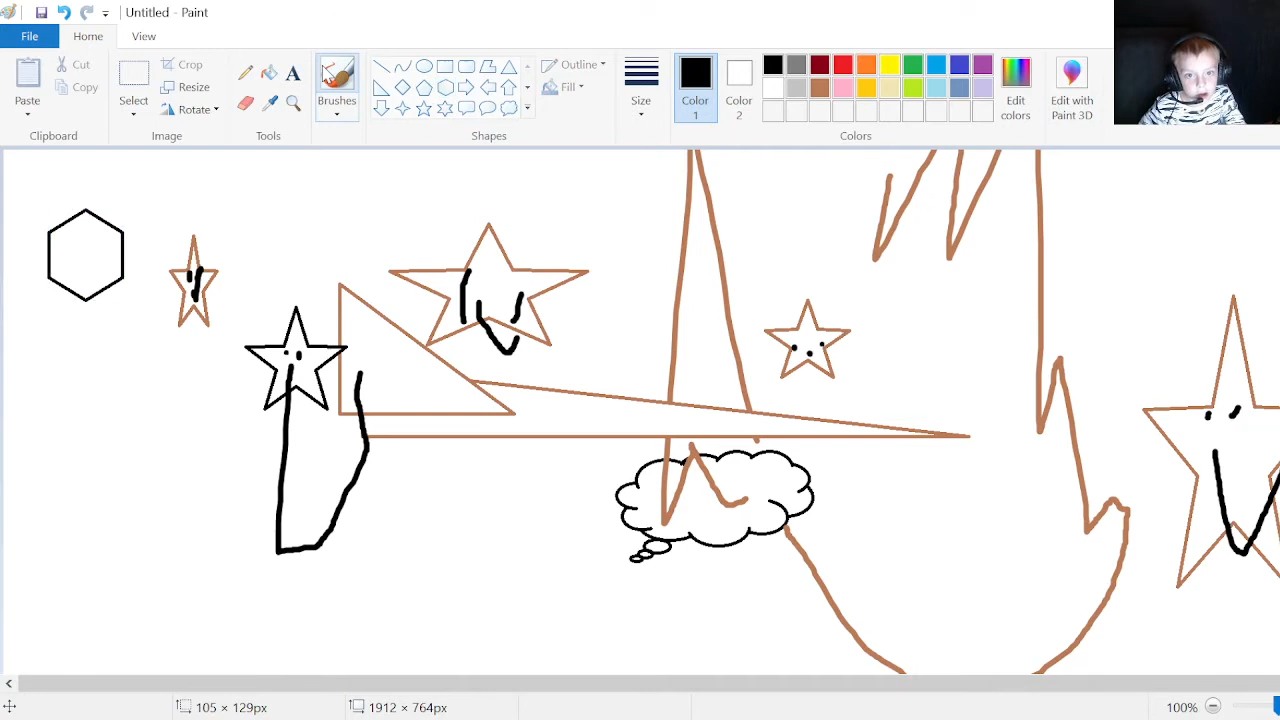 Untitled - Paint
File Home View
Paste
Cut
Copy
Clipboard
Select
Crop
Resize
Rotate
Image
A
Tools
Brushes
Outline
Fill
Shapes
Size
Color 1
Color 2
Colors
Edit colors
Edit with Paint 3D
105 × 129px
1912 × 764px
100%